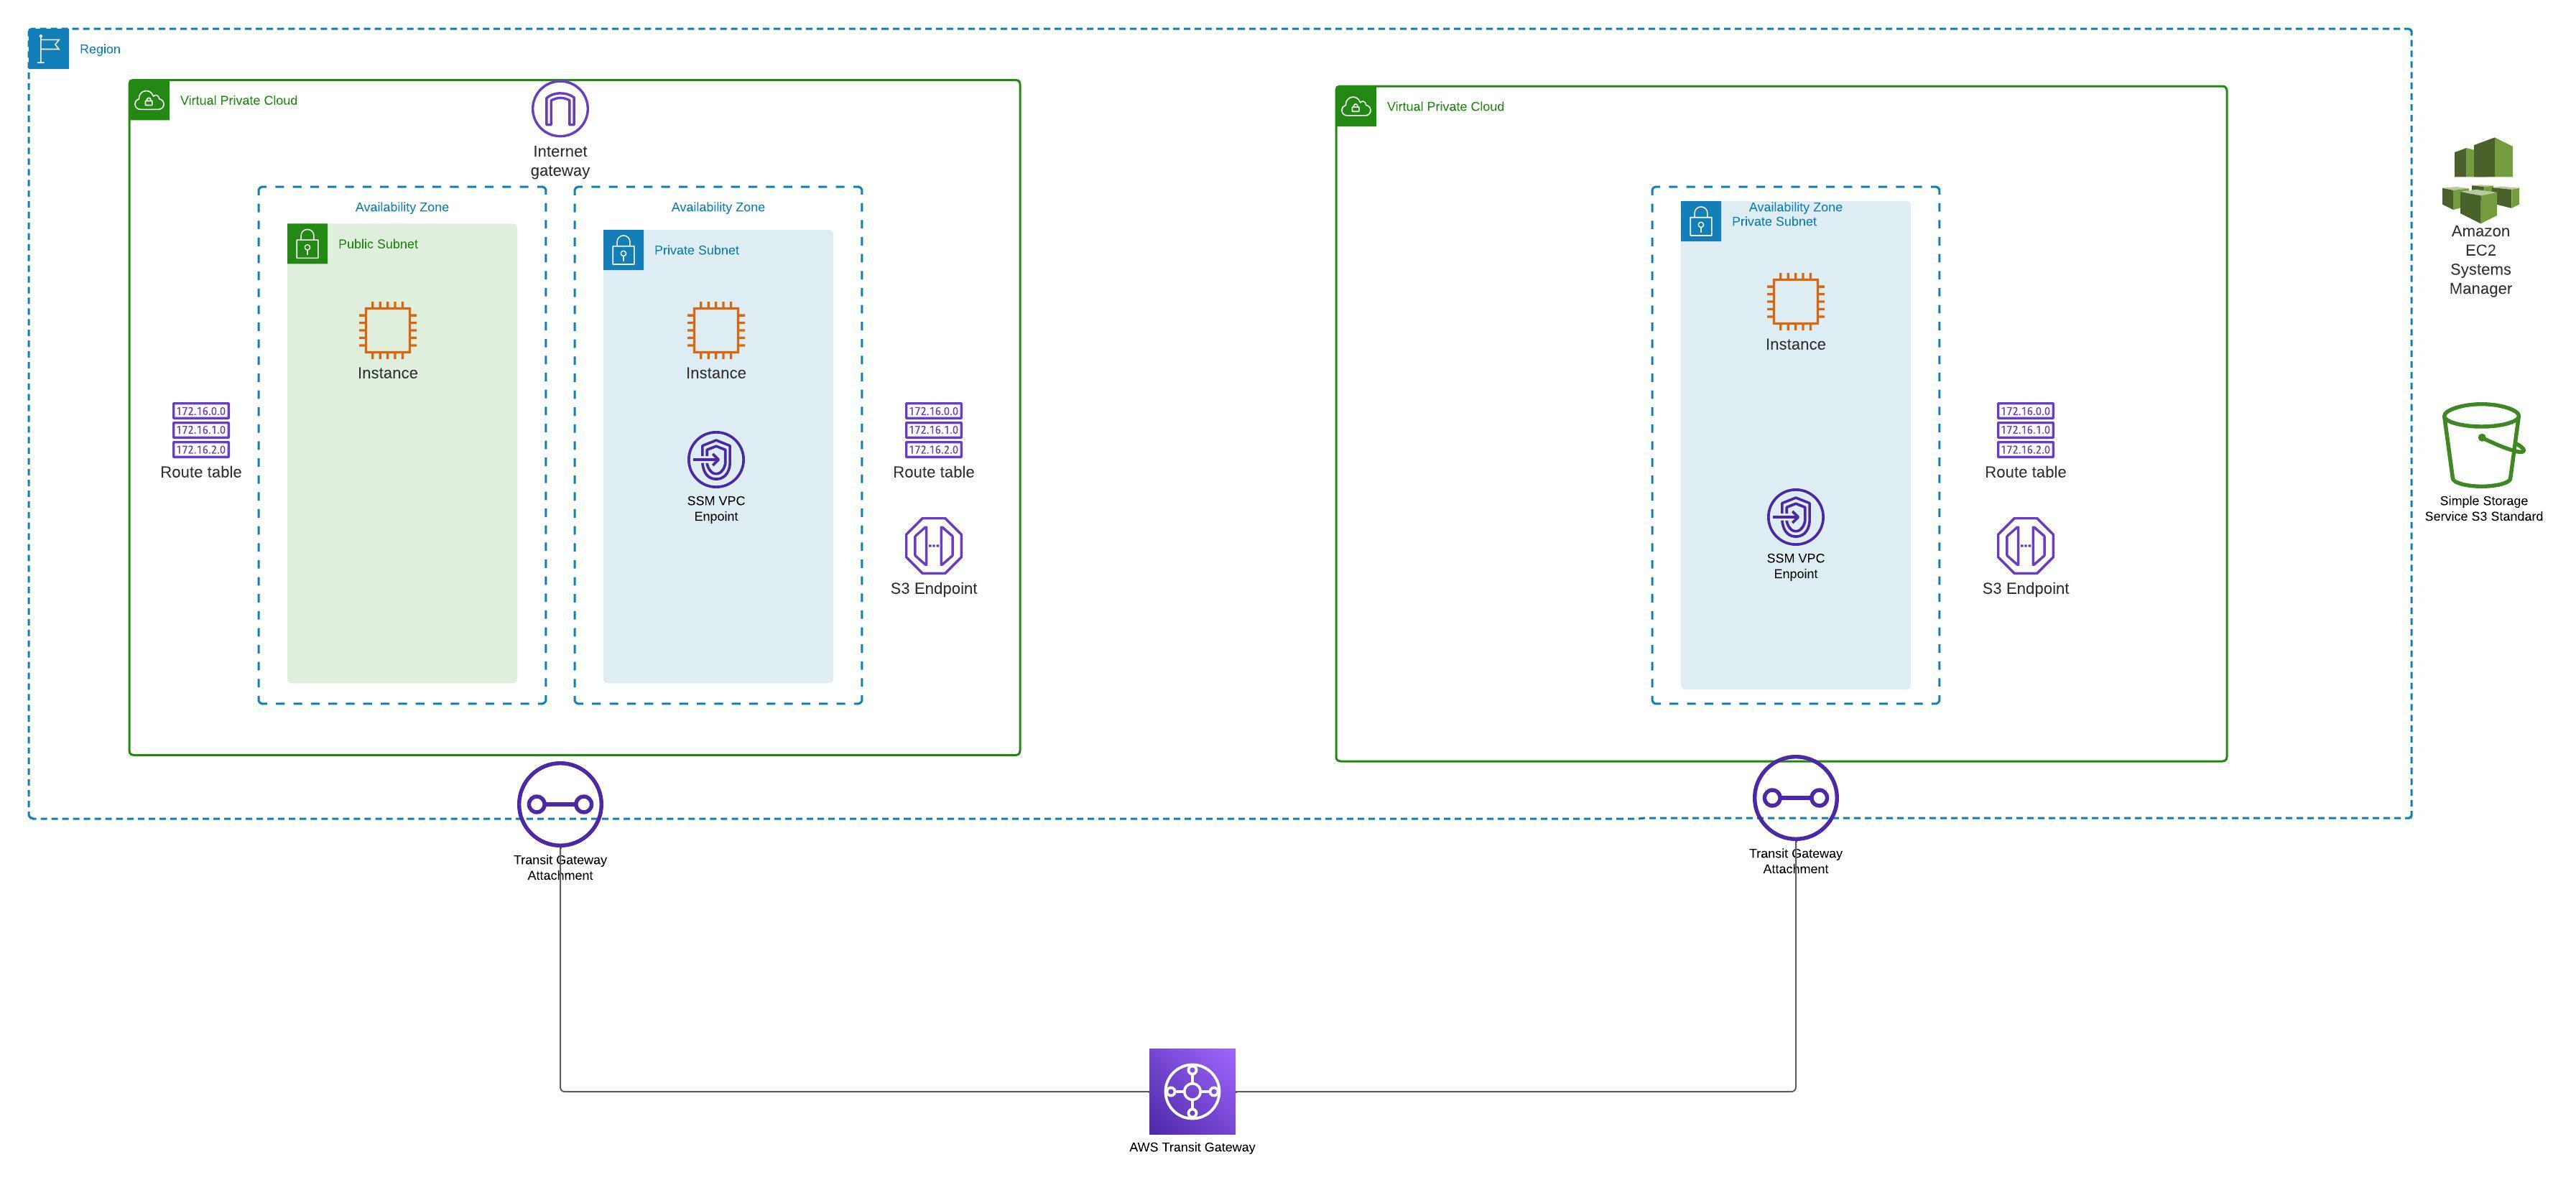 Region
Virtual Private Cloud
Internet
gateway
Availability Zone
Public Subnet
Instance
Availability Zone
Private Subnet
Instance
SSM VPC
Enpoint
172.16.0.0
172.16.1.0
172.16.2.0
Route table
172.16.0.0
172.16.1.0
172.16.2.0
Route table
S3 Endpoint
Virtual Private Cloud
Availability Zone
Private Subnet
Instance
SSM VPC
Enpoint
172.16.0.0
172.16.1.0
172.16.2.0
Route table
S3 Endpoint
Amazon
EC2
Systems
Manager
Simple Storage
Service S3 Standard
Transit Gateway
Attachment
Transit Gateway
Attachment
AWS Transit Gateway